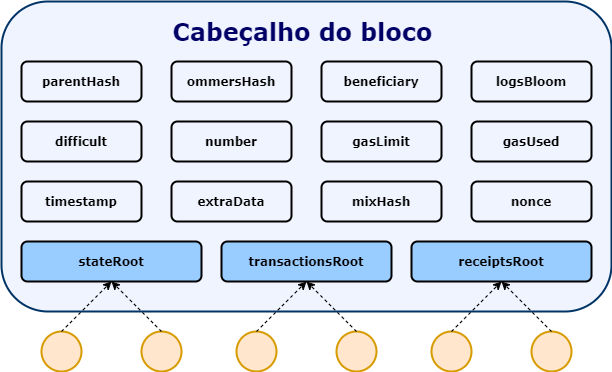 Cabeçalho do bloco
parentHash ommersHash beneficiary logsBloom
difficult number gasLimit gasUsed
timestamp extraData mixHash nonce
stateRoot transactionsRoot receiptsRoot